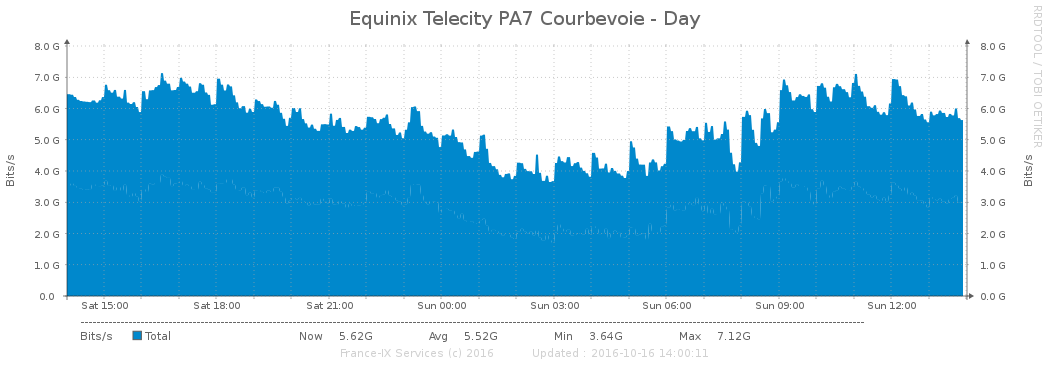 Equinix Telecity PA7 Courbevoie - Day
RRDTOOL / TOBI OETIKER
Bits/s
8.0 G
7.0 G
6.0 G
5.0 G
4.0 G
3.0 G
2.0 G
1.0 G
0.0
8.0 G
7.0 G
6.0 G
5.0 G
4.0 G
3.0 G
2.0 G
1.0 G
0.0 G
Bits/s
Sat 15:00 Sat 18:00 Sat 21:00 Sun 00:00 Sun 03:00 Sun 06:00 Sun 09:00 Sun 12:00
Bits/s Total Now 5.62G Avg 5.52G Min 3.64G Max 7.12G
France-IX Services (c) 2016 Updated : 2016-10-16 14:00:11